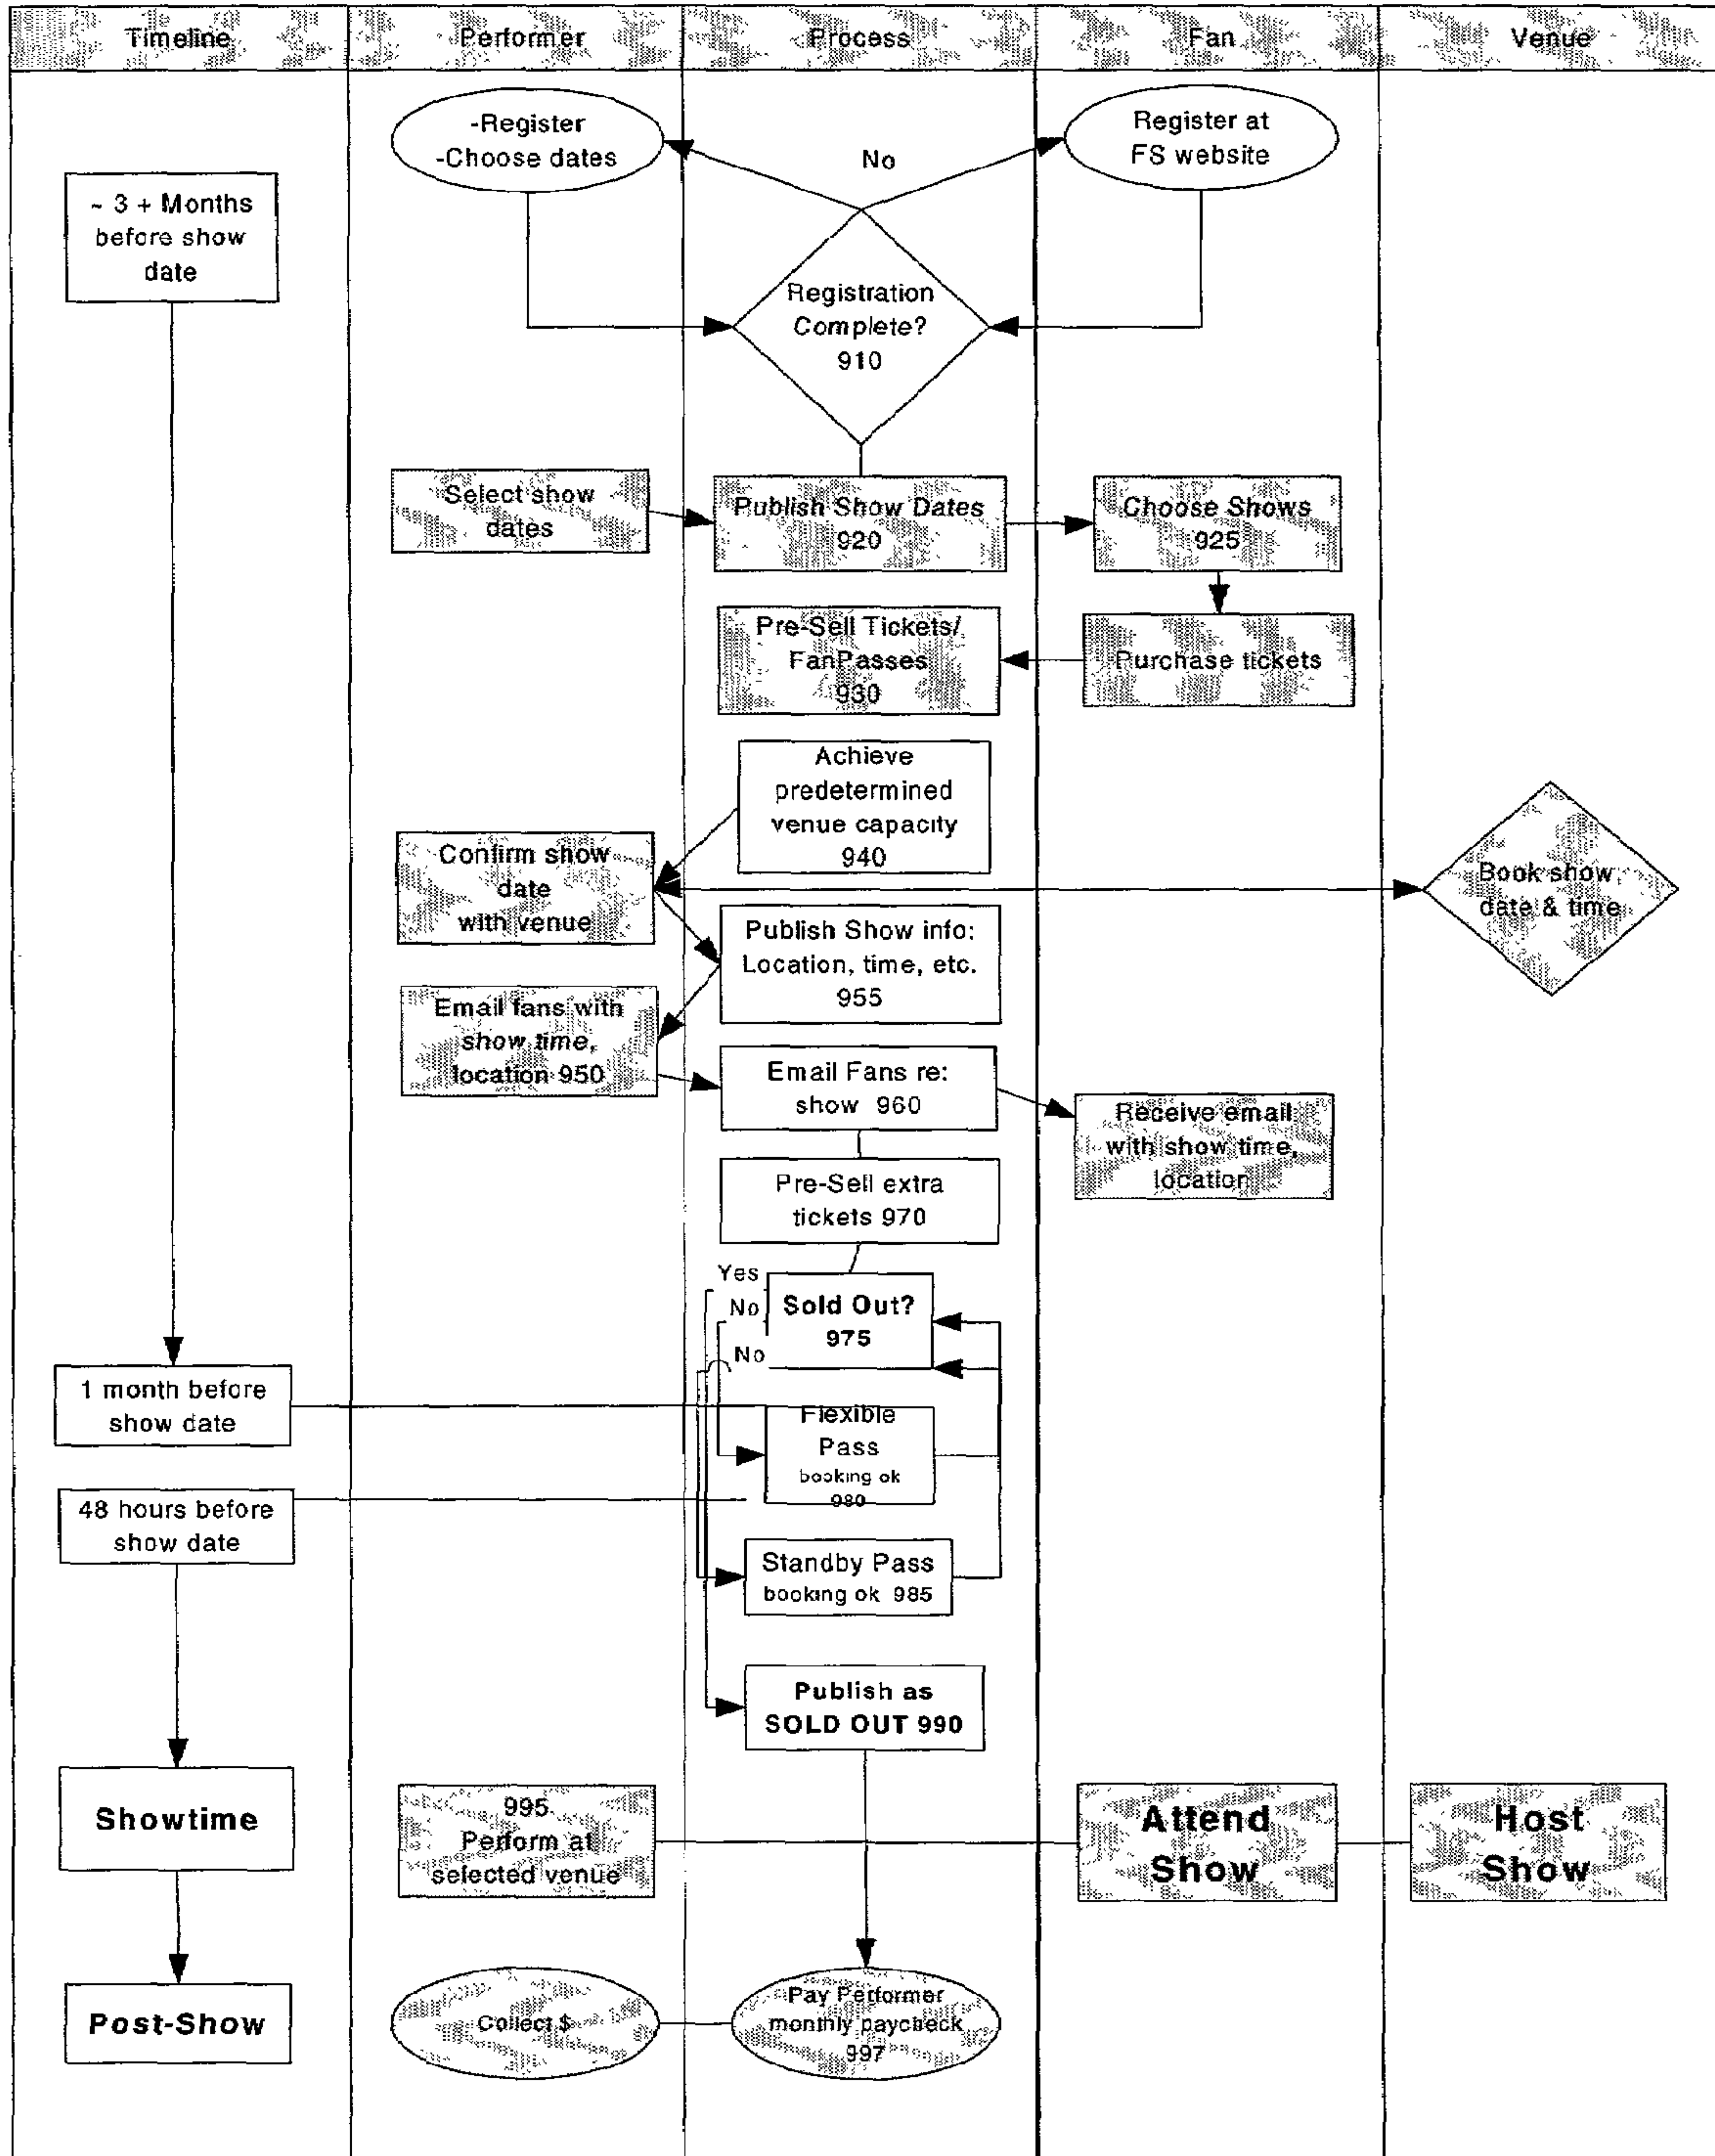 Timeline
Performer
Process
Fan
Venue
-Register
-Choose dates
No
Register at
FS website
~ 3 + Months
before show
date
Registration
Complete?
910
Select show
dates
Publish Show Dates
920
Choose Shows
925
Pre-Sell Tickets/
FanPasses
930
Purchase tickets
Achieve
predetermined
venue capacity
940
Confirm show
date
with venue
Book show
date & time
Publish Show info:
Location, time, etc.
955
Email fans with
show time,
location 950
Email Fans re:
show 960
Receive email
with show time,
location
Pre-Sell extra
tickets 970
Yes
No
No
Sold Out?
975
1 month before
show date
Flexible
Pass
booking ok
980
48 hours before
show date
Standby Pass
booking ok 985
Publish as
SOLD OUT 990
Showtime
995
Perform at
selected venue
Attend
Show
Host
Show
Post-Show
Collect $
Pay Performer
monthly paycheck
997